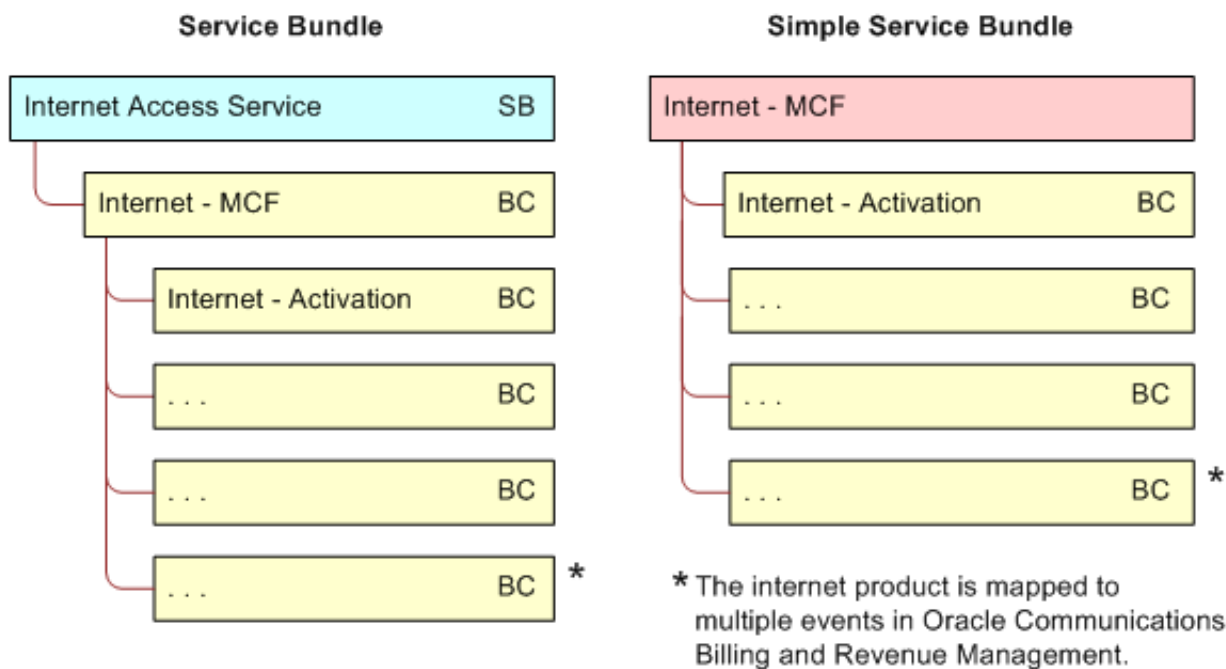 Service Bundle
Internet Access Service SB
Internet - MCF BC
Internet - Activation BC
. . . BC
. . . BC
. . . BC *
Simple Service Bundle
Internet - MCF
Internet - Activation BC
. . . BC
. . . BC
. . . BC *
* The internet product is mapped to
multiple events in Oracle Communications
Billing and Revenue Management.